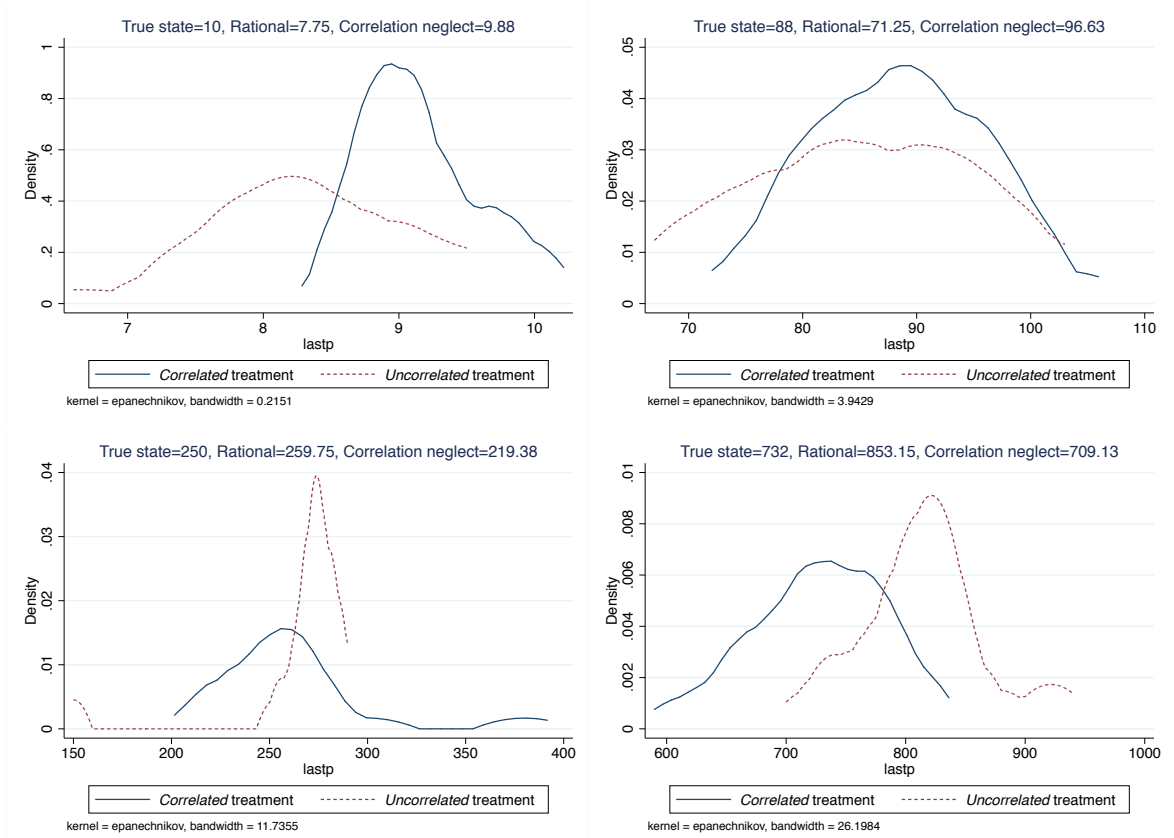 True state=10, Rational=7.75, Correlation neglect=9.88
Density
0 .2 .4 .6 .8 1
7 8 9 10
lastp
Correlated treatment Uncorrelated treatment
kernel = epanechnikov, bandwidth = 0.2151
True state=88, Rational=71.25, Correlation neglect=96.63
Density
0 .01 .02 .03 .04 .05
70 80 90 100 110
lastp
Correlated treatment Uncorrelated treatment
kernel = epanechnikov, bandwidth = 3.9429
True state=250, Rational=259.75, Correlation neglect=219.38
Density
0 .01 .02 .03 .04
150 200 250 300 350 400
lastp
Correlated treatment Uncorrelated treatment
kernel = epanechnikov, bandwidth = 11.7355
True state=732, Rational=853.15, Correlation neglect=709.13
Density
0 .002 .004 .006 .008 .01
600 700 800 900 1000
lastp
Correlated treatment Uncorrelated treatment
kernel = epanechnikov, bandwidth = 26.1984